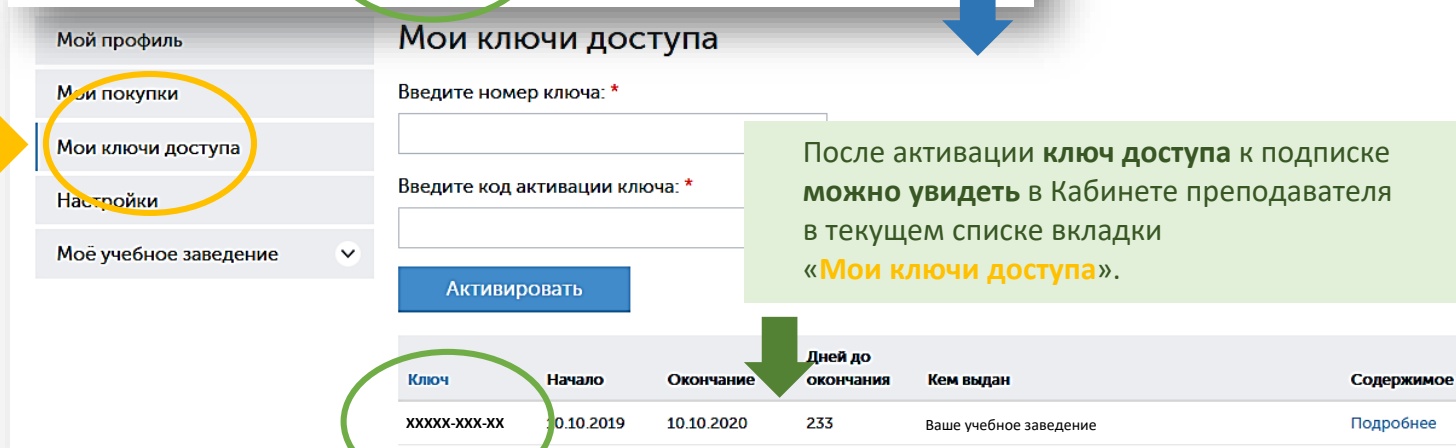 Мой профиль
Мои покупки
Мои ключи доступа
Настройки
Моё учебное заведение
Мои ключи доступа
Введите номер ключа: *
Введите код активации ключа: *
Активировать
После активации ключ доступа к подписке
можно увидеть в Кабинете преподавателя
в текущем списке вкладки
«Мои ключи доступа».
Ключ Начало Окончание Дней до окончания Кем выдан Содержимое
XXXXX-XXX-XX 10.10.2019 10.10.2020 233 Ваше учебное заведение Подробнее